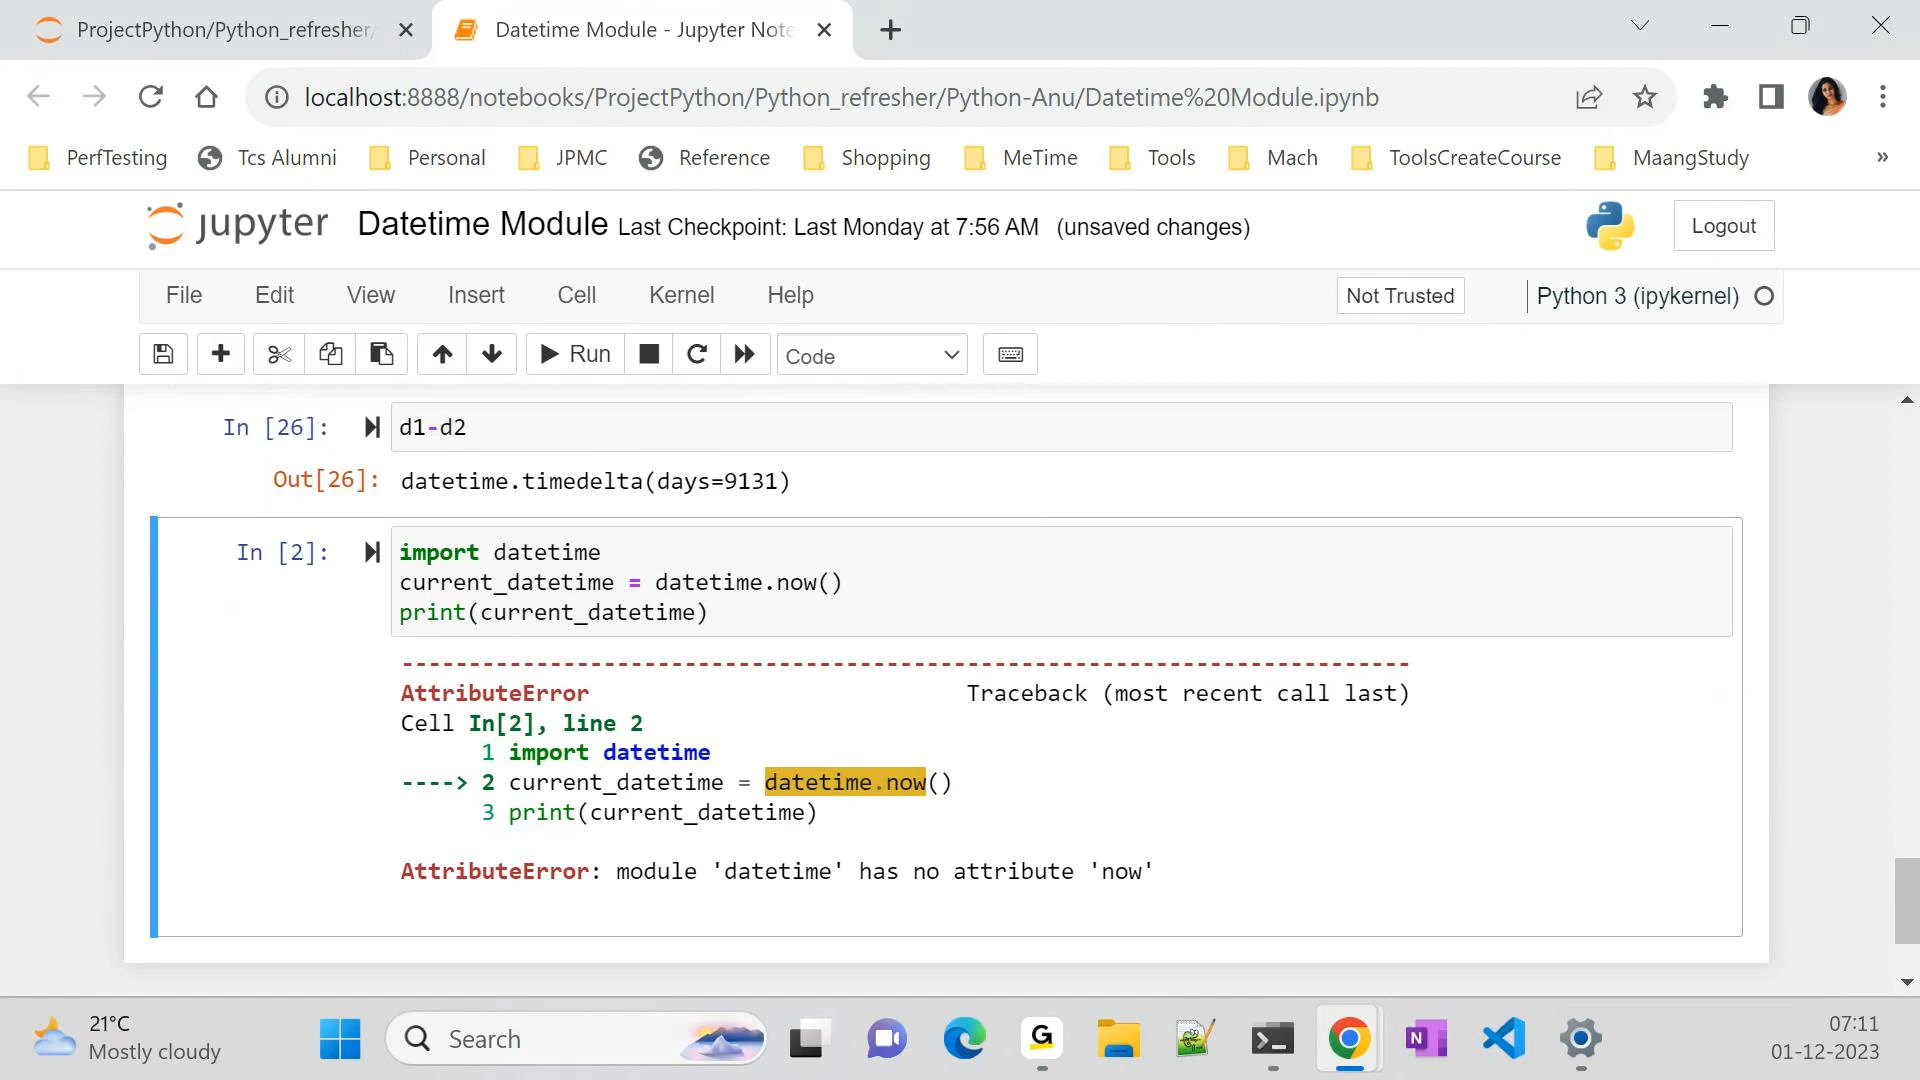 ProjectPython/Python_refresher/
Datetime Module - Jupyter Note
localhost:8888/notebooks/ProjectPython/Python_refresher/Python-Anu/Datetime%20Module.ipynb
PerfTesting Tcs Alumni Personal JPMC Reference Shopping MeTime Tools Mach ToolsCreateCourse MaangStudy »
jupyter Datetime Module Last Checkpoint: Last Monday at 7:56 AM (unsaved changes) Logout
File Edit View Insert Cell Kernel Help Not Trusted Python 3 (ipykernel)
Run Code
In [26]: d1-d2
Out[26]: datetime.timedelta(days=9131)
In [2]: import datetime
current_datetime = datetime.now()
print(current_datetime)
---------------------------------------------------------------------------
AttributeError Traceback (most recent call last)
Cell In[2], line 2
1 import datetime
----> 2 current_datetime = datetime.now()
3 print(current_datetime)
AttributeError: module 'datetime' has no attribute 'now'
21°C
Mostly cloudy
Search
G
N
07:11
01-12-2023